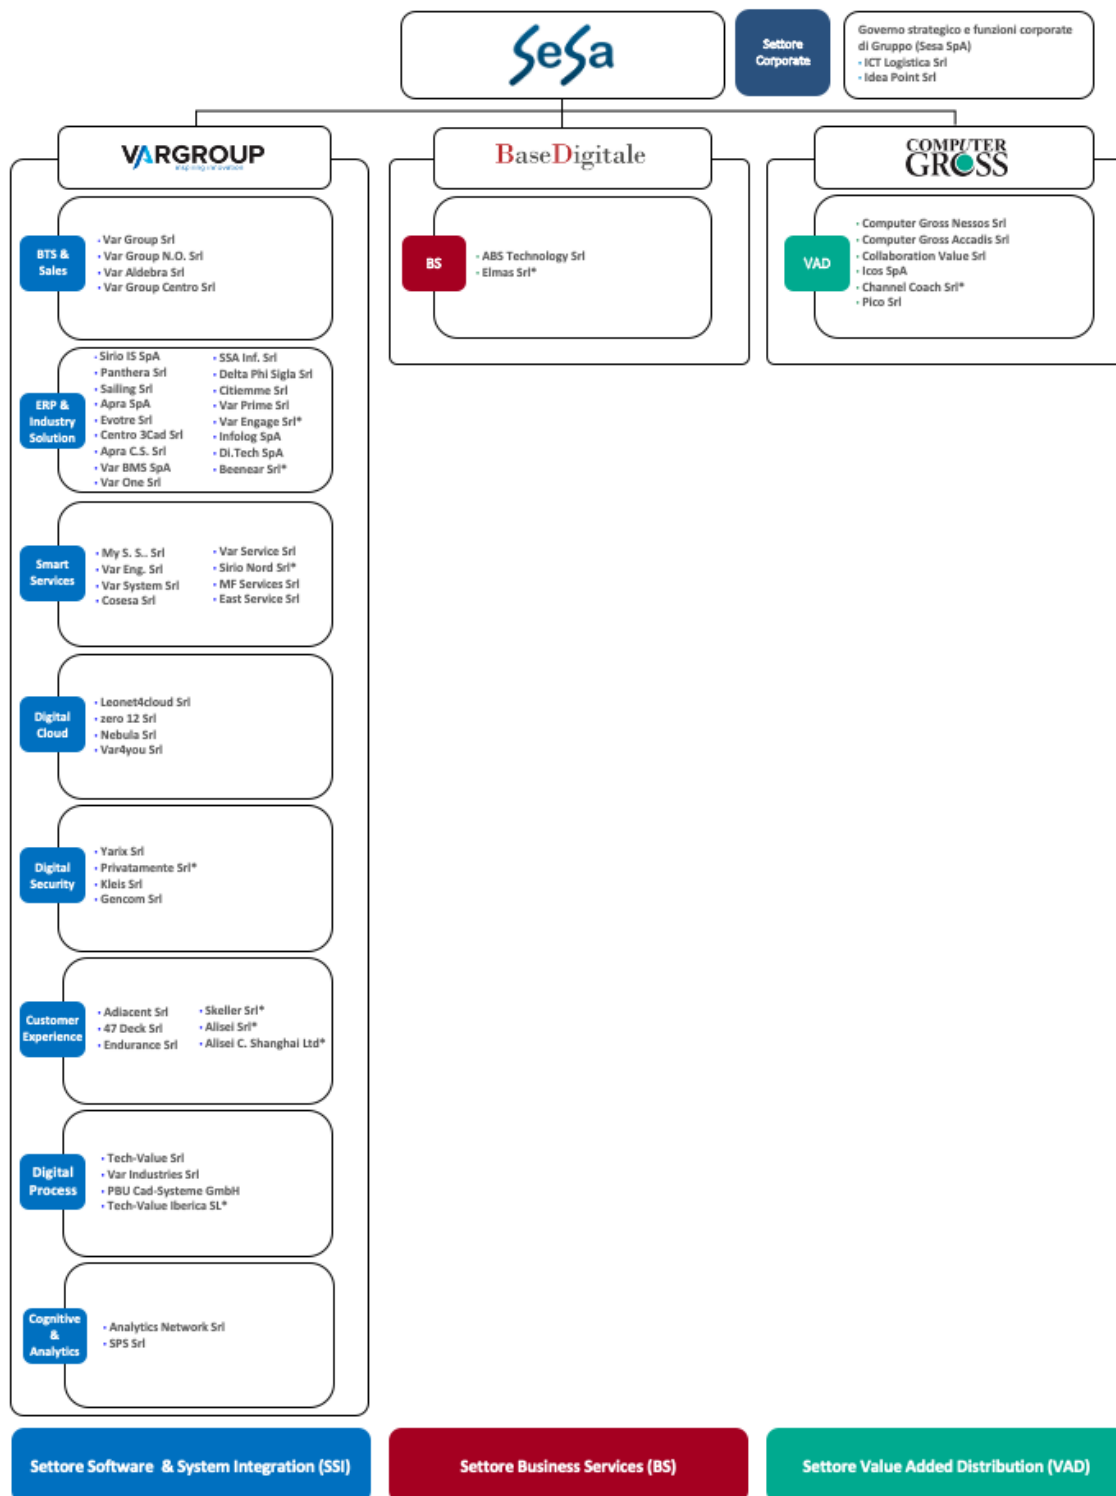 SeSa
Settore
Corporate
Governo strategico e funzioni corporate
di Gruppo (Sesa SpA)
• ICT Logistica Srl
• Idea Point Srl
VARGROUP
Inspiring innovation
BTS &
Sales
• Var Group Srl
• Var Group N.O. Srl
• Var Aldebra Srl
• Var Group Centro Srl
ERP &
Industry
Solution
• Sirio IS SpA
• Panthera Srl
• Sailing Srl
• Apra SpA
• Evotre Srl
• Centro 3Cad Srl
• Apra C.S. Srl
• Var BMS SpA
• Var One Srl
• SSA Inf. Srl
• Delta Phi Sigla Srl
• Citiemme Srl
• Var Prime Srl
• Var Engage Srl*
• Infolog SpA
• Di.Tech SpA
• Beenear Srl*
Smart
Services
• My S. S.. Srl
• Var Eng. Srl
• Var System Srl
• Cosesa Srl
• Var Service Srl
• Sirio Nord Srl*
• MF Services Srl
• East Service Srl
Digital
Cloud
• Leonet4cloud Srl
• zero 12 Srl
• Nebula Srl
• Var4you Srl
Digital
Security
• Yarix Srl
• Privatamente Srl*
• Kleis Srl
• Gencom Srl
Customer
Experience
• Adiacent Srl
• 47 Deck Srl
• Endurance Srl
• Skeller Srl*
• Alisei Srl*
• Alisei C. Shanghai Ltd*
Digital
Process
• Tech-Value Srl
• Var Industries Srl
• PBU Cad-Systeme GmbH
• Tech-Value Iberica SL*
Cognitive
&
Analytics
• Analytics Network Srl
• SPS Srl
Settore Software & System Integration (SSI)
BaseDigitale
BS
• ABS Technology Srl
• Elmas Srl*
Settore Business Services (BS)
COMPUTER
GROSS
VAD
• Computer Gross Nessos Srl
• Computer Gross Accadis Srl
• Collaboration Value Srl
• Icos SpA
• Channel Coach Srl*
• Pico Srl
Settore Value Added Distribution (VAD)